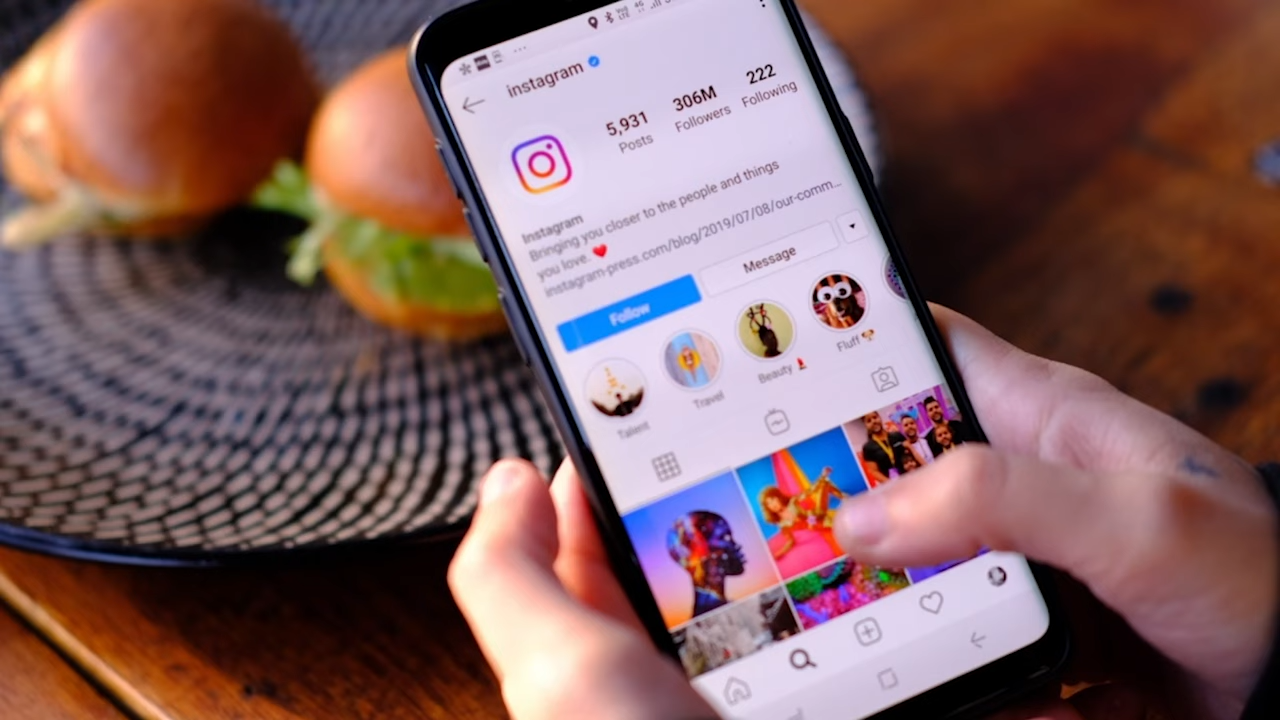 instagram
5,931 306M 222
Posts Followers Following
Instagram
Bringing you closer to the people and things
you love. ❤️
instagram-press.com/blog/2019/07/08/our-comm...
Follow Message
Talent Travel Beauty💄 Fluff🐶